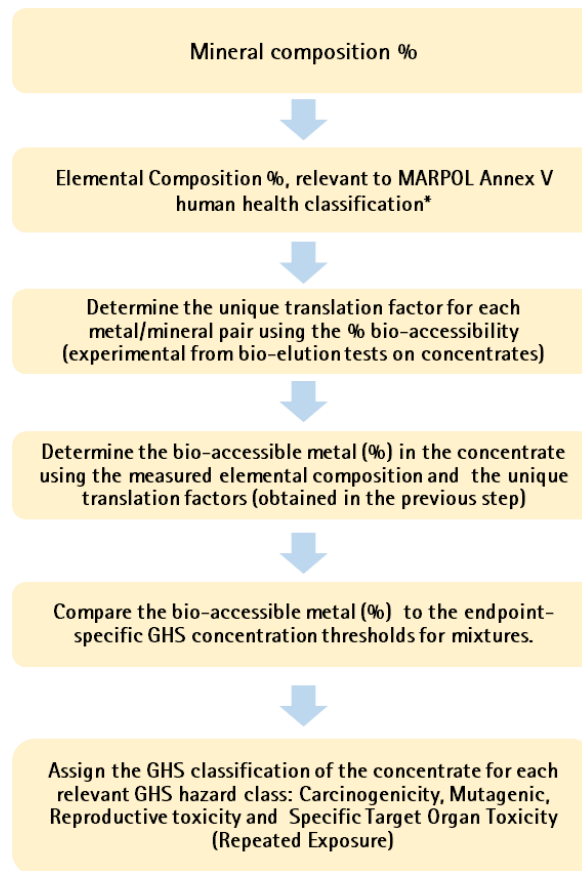 Mineral composition %
Elemental Composition %, relevant to MARPOL Annex V
human health classification*
Determine the unique translation factor for each
metal/mineral pair using the % bio-accessibility
(experimental from bio-elution tests on concentrates)
Determine the bio-accessible metal (%) in the concentrate
using the measured elemental composition and the unique
translation factors (obtained in the previous step)
Compare the bio-accessible metal (%) to the endpoint-
specific GHS concentration thresholds for mixtures.
Assign the GHS classification of the concentrate for each
relevant GHS hazard class: Carcinogenicity, Mutagenic,
Reproductive toxicity and Specific Target Organ Toxicity
(Repeated Exposure)